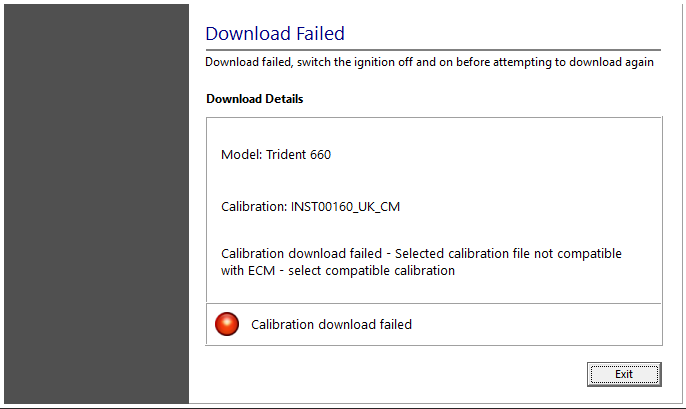 Download Failed
Download failed, switch the ignition off and on before attempting to download again
Download Details
Model: Trident 660
Calibration: INST00160_UK_CM
Calibration download failed - Selected calibration file not compatible
with ECM - select compatible calibration
Calibration download failed
Exit